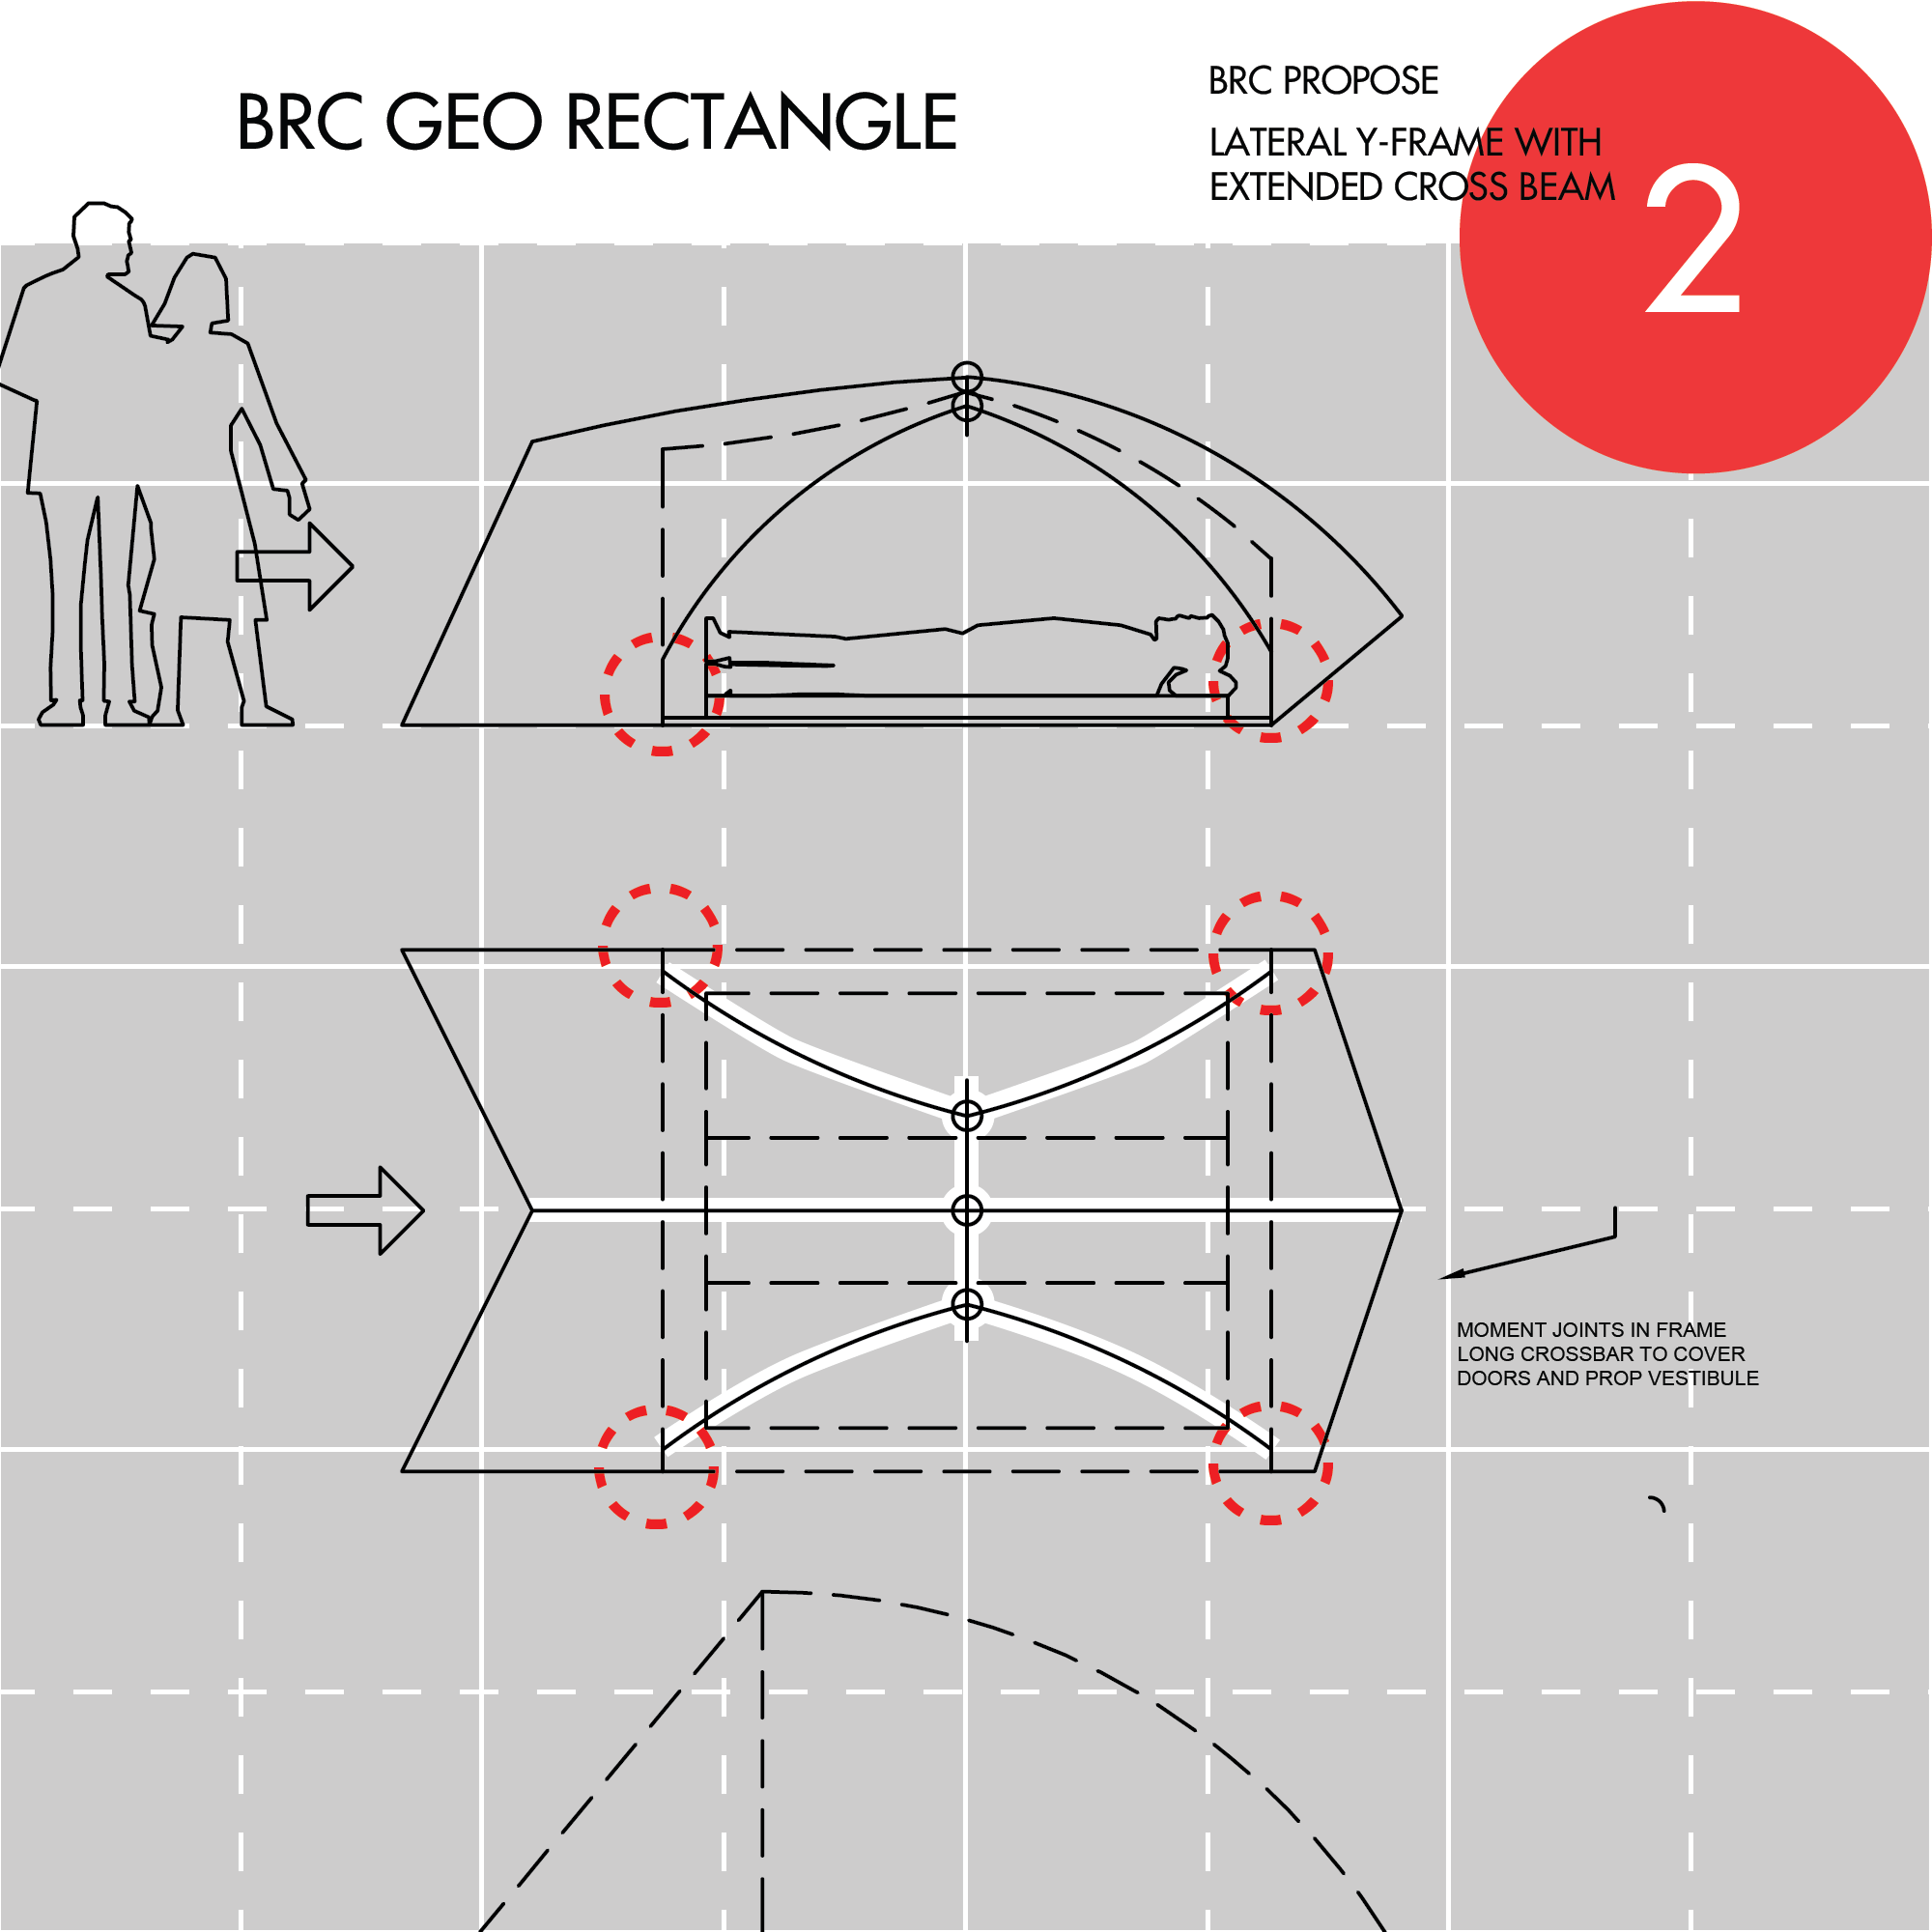 BRC GEO RECTANGLE
BRC PROPOSE
LATERAL Y-FRAME WITH
EXTENDED CROSS BEAM
2
MOMENT JOINTS IN FRAME
LONG CROSSBAR TO COVER
DOORS AND PROP VESTIBULE